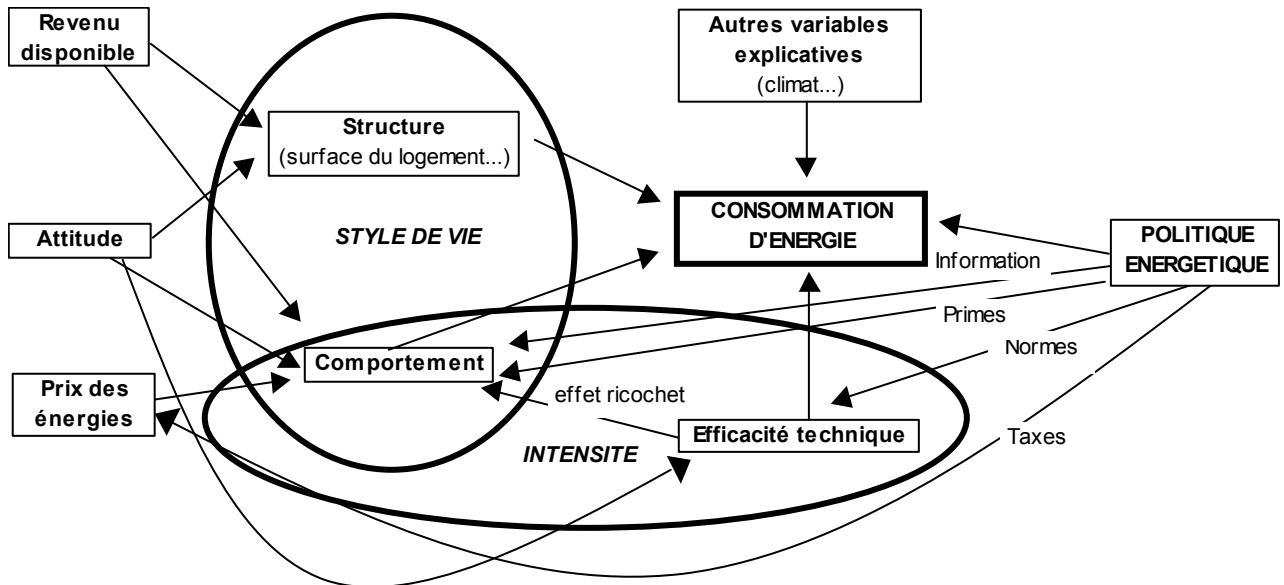 Revenu
disponible
Autres variables
explicatives
(climat...)
Structure
(surface du logement...)
CONSOMMATION
D'ENERGIE
Attitude
STYLE DE VIE
POLITIQUE
ENERGETIQUE
Information
Primes
Normes
Comportement
Prix des
énergies
effet ricochet
Efficacité technique
Taxes
INTENSITE